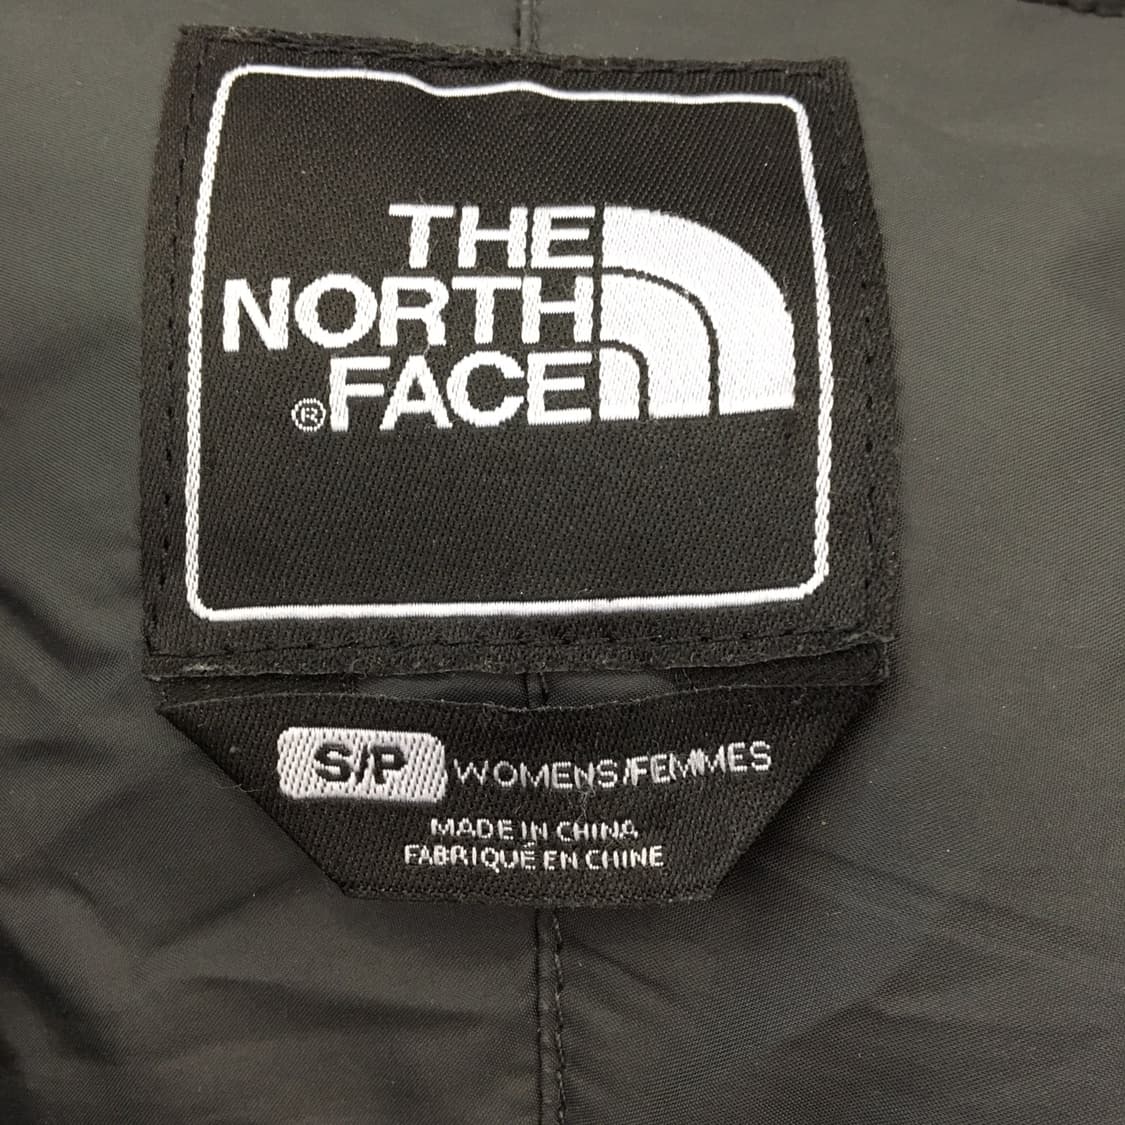 THE
NORTH
®FACE
S/P WOMENS/FEMMES
MADE IN CHINA
FABRIQUÉ EN CHINE